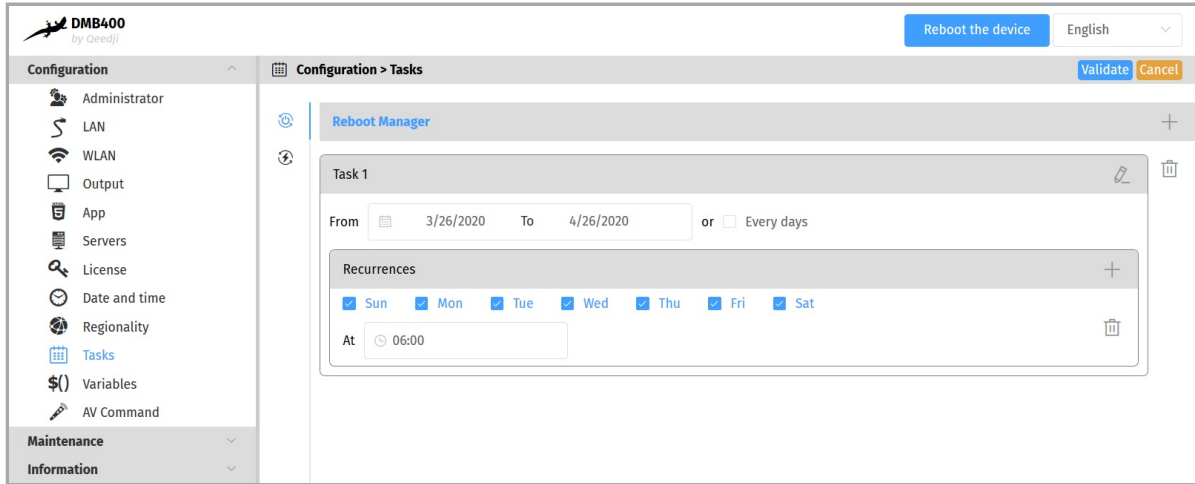 DMB400
by Qeedji
Reboot the device
English
Configuration
Configuration > Tasks
Validate
Cancel
Administrator
LAN
WLAN
Output
App
Servers
License
Date and time
Regionality
Tasks
$() Variables
AV Command
Maintenance
Information
Reboot Manager
Task 1
From 3/26/2020 To 4/26/2020 or Every days
Recurrences
Sun Mon Tue Wed Thu Fri Sat
At 06:00